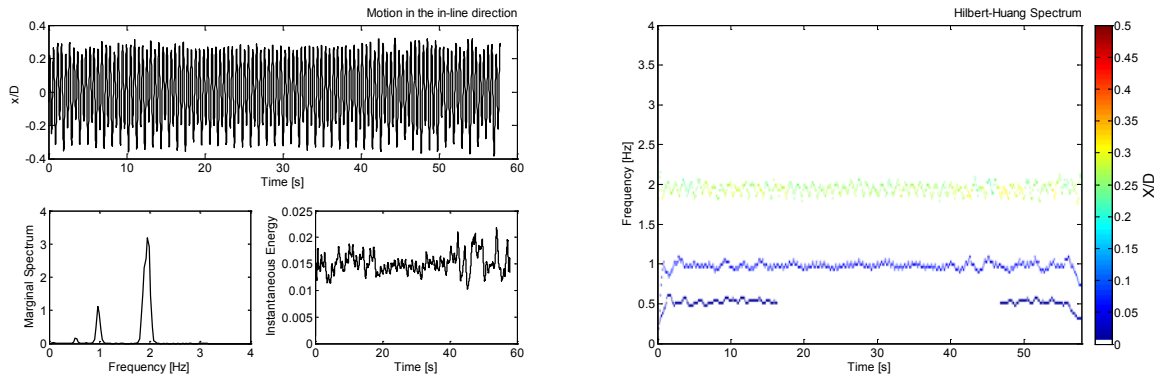 Motion in the in-line direction
0.4
0.2
0
-0.2
-0.4
x/D
0 10 20 30 40 50 60
Time [s]
4
3
2
1
0
Marginal Spectrum
0 1 2 3 4
Frequency [Hz]
0.025
0.02
0.015
0.01
0.005
0
Instantaneous Energy
0 10 20 30 40 50 60
Time [s]
Hilbert-Huang Spectrum
4
3.5
3
2.5
2
1.5
1
0.5
0
Frequency [Hz]
0 10 20 30 40 50
Time [s]
0.5
0.45
0.4
0.35
0.3
0.25
0.2
0.15
0.1
0.05
0
X/D